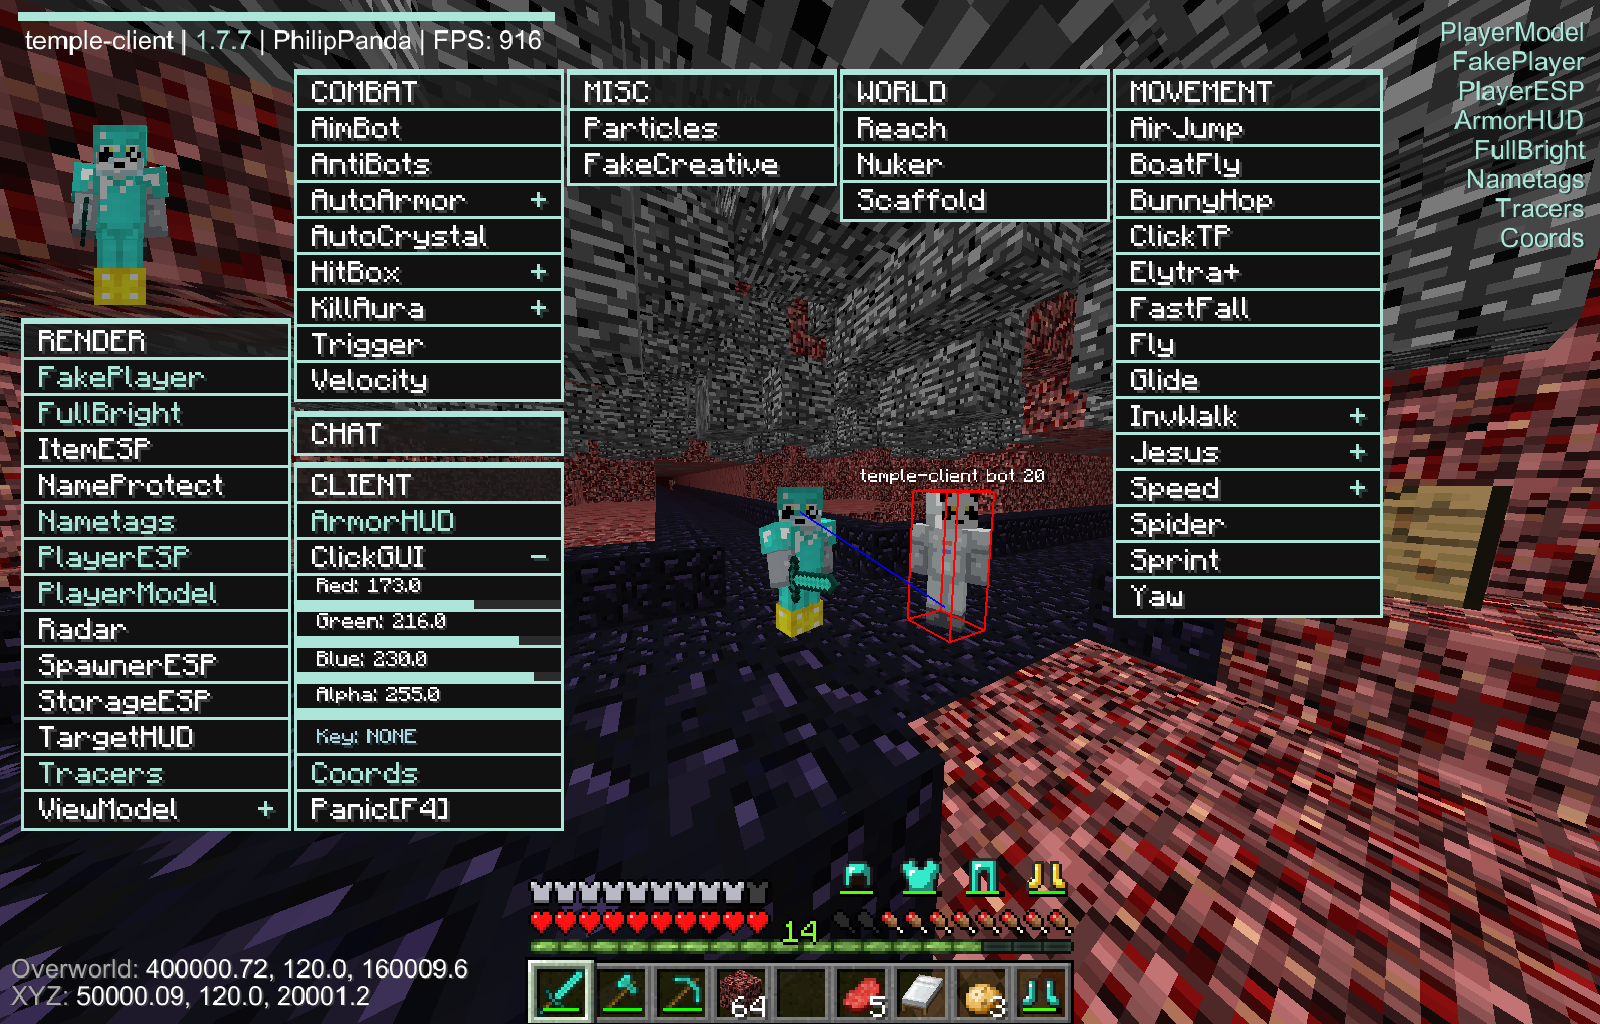 temple-client | 1.7.7 | PhilipPanda | FPS: 916
PlayerModel
FakePlayer
PlayerESP
ArmorHUD
FullBright
Nametags
Tracers
Coords
RENDER
FakePlayer
FullBright
ItemESP
NameProtect
Nametags
PlayerESP
PlayerModel
Radar
SpawnerESP
StorageESP
TargetHUD
Tracers
ViewModel +
COMBAT
AimBot
AntiBots
AutoArmor +
AutoCrystal
HitBox +
KillAura +
Trigger
Velocity
CHAT
CLIENT
ArmorHUD
ClickGUI -
Red: 173.0
Green: 216.0
Blue: 230.0
Alpha: 255.0
Key: NONE
Coords
Panic[F4]
MISC
Particles
FakeCreative
WORLD
Reach
Nuker
Scaffold
MOVEMENT
AirJump
BoatFly
BunnyHop
ClickTP
Elytra+
FastFall
Fly
Glide
InvWalk +
Jesus +
Speed +
Spider
Sprint
Yaw
temple-client bot 20
14
Overworld: 400000.72, 120.0, 160009.6
XYZ: 50000.09, 120.0, 20001.2
64
5
3